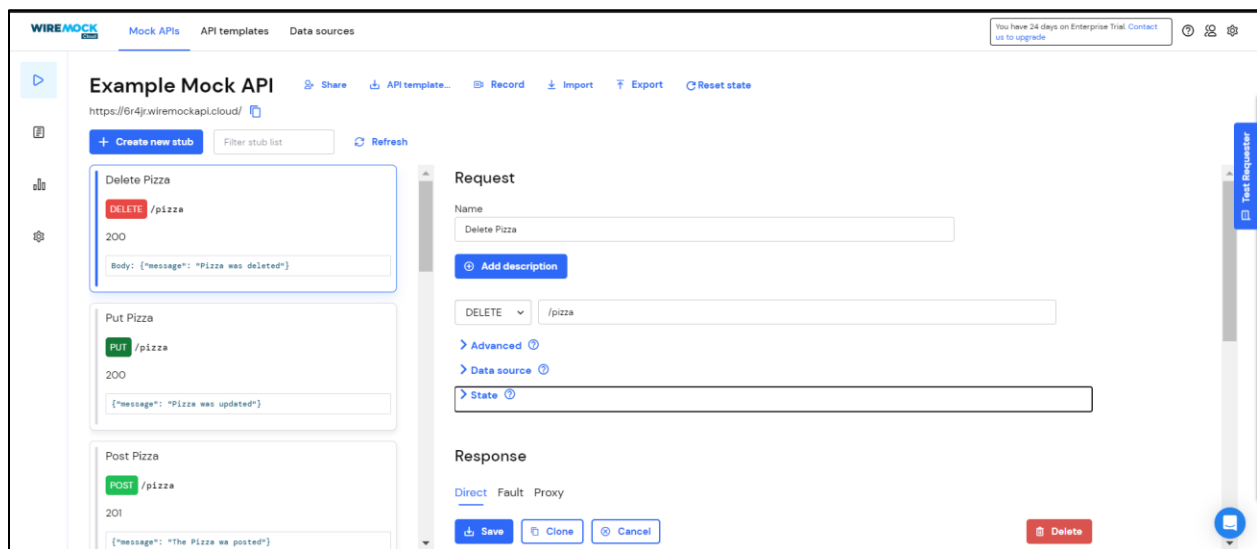 WIREMOCK
Cloud
Mock APIs API templates Data sources
You have 24 days on Enterprise Trial. Contact
us to upgrade
Example Mock API
Share API template... Record Import Export Reset state
https://6r4jr.wiremockapi.cloud/
+ Create new stub Filter stub list Refresh
Delete Pizza
DELETE /pizza
200
Body: {"message": "Pizza was deleted"}
Put Pizza
PUT /pizza
200
{"message": "Pizza was updated"}
Post Pizza
POST /pizza
201
{"message": "The Pizza wa posted"}
Request
Name
Delete Pizza
Add description
DELETE /pizza
Advanced
Data source
State
Response
Direct Fault Proxy
Save Clone Cancel Delete
Test Requester